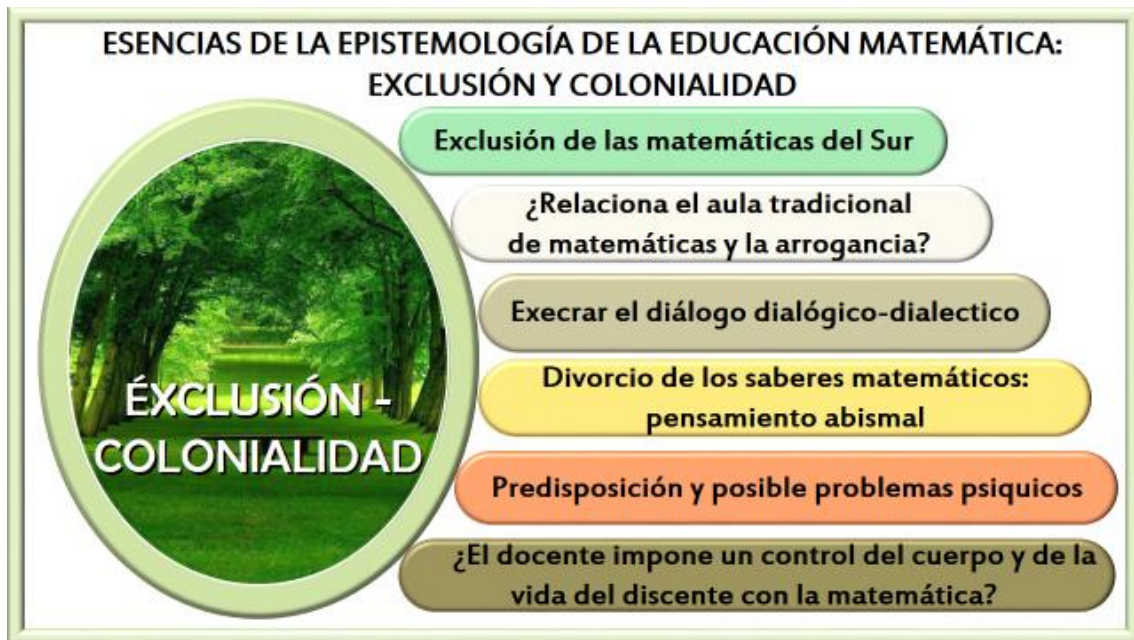 ESENCIAS DE LA EPISTEMOLOGÍA DE LA EDUCACIÓN MATEMÁTICA:
EXCLUSIÓN Y COLONIALIDAD
Exclusión de las matemáticas del Sur
¿Relaciona el aula tradicional
de matemáticas y la arrogancia?
Execrar el diálogo dialógico-dialectico
Divorcio de los saberes matemáticos:
pensamiento abismal
Predisposición y posible problemas psiquicos
¿El docente impone un control del cuerpo y de la
vida del discente con la matemática?
ÉXCLUSIÓN -
COLONIALIDAD